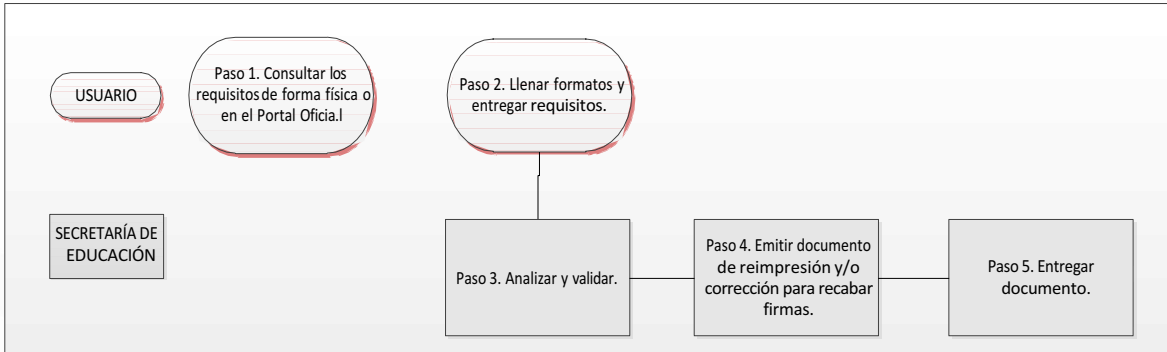 USUARIO
Paso 1. Consultar los
requisitos de forma física o
en el Portal Oficia.l
Paso 2. Llenar formatos y
entregar requisitos.
SECRETARÍA DE
EDUCACIÓN
Paso 3. Analizar y validar.
Paso 4. Emitir documento
de reimpresión y/o
corrección para recabar
firmas.
Paso 5. Entregar
documento.